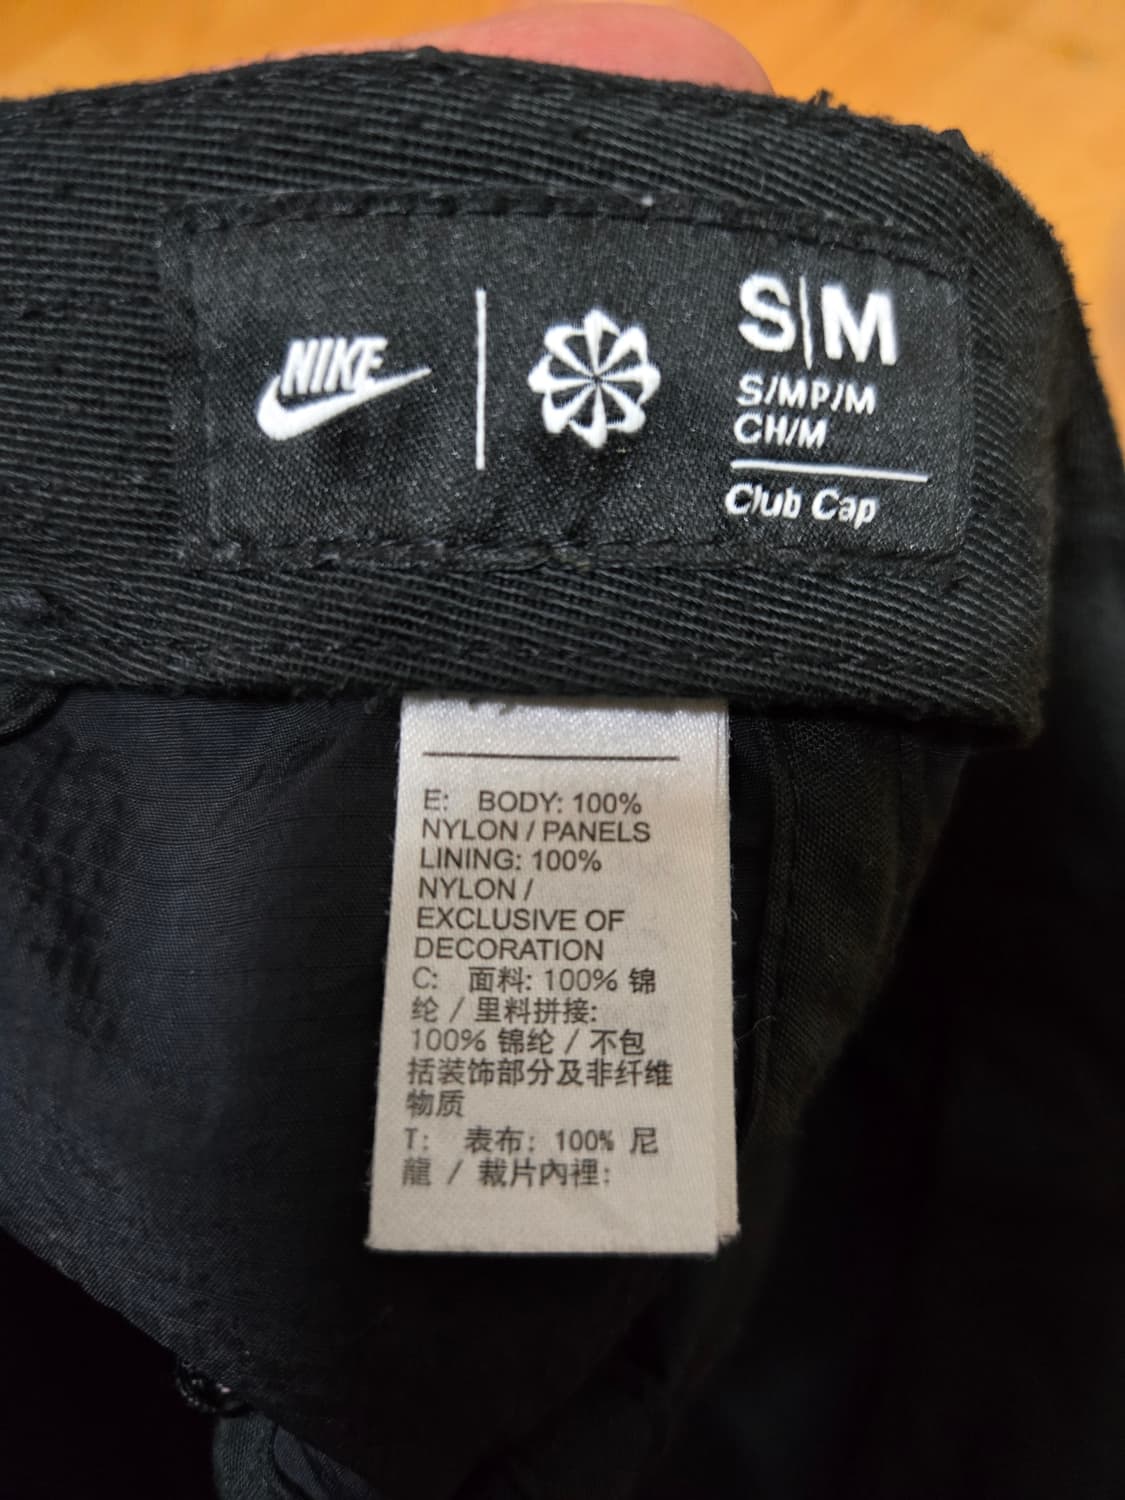 NIKE
S|M
S/MP/M
CH/M
Club Cap
E: BODY: 100%
NYLON / PANELS
LINING: 100%
NYLON /
EXCLUSIVE OF
DECORATION
C: 面料: 100% 锦
纶 / 里料拼接:
100% 锦纶 / 不包
括装饰部分及非纤维
物质
T: 表布: 100% 尼
龍 / 裁片內裡: